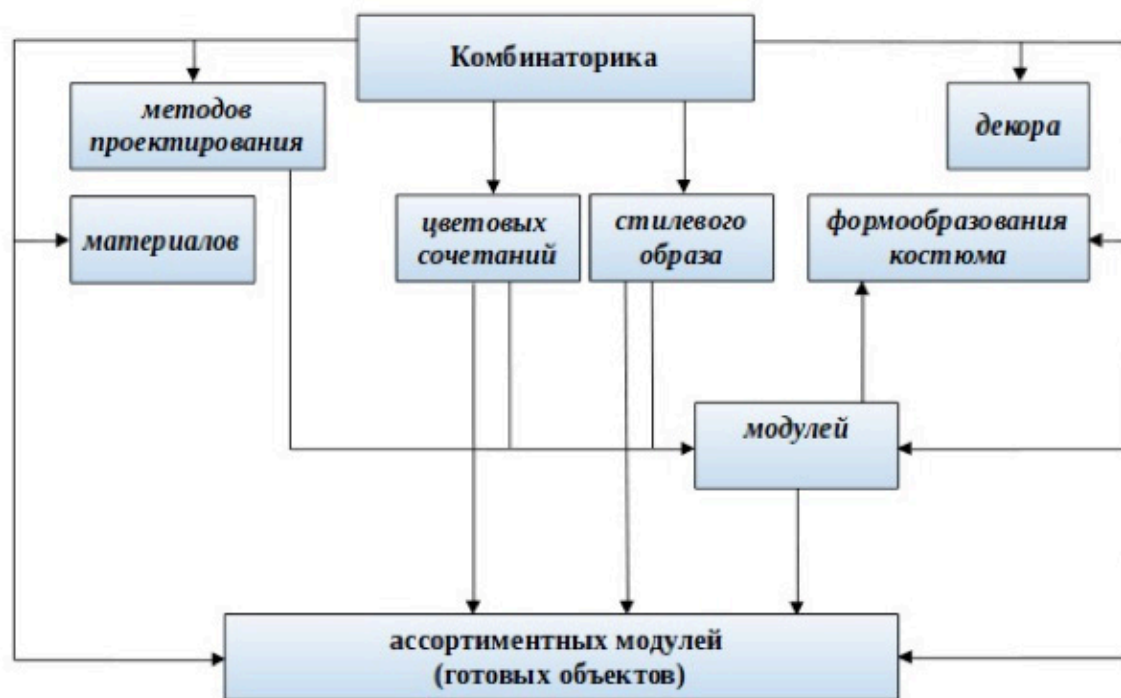 Комбинаторика
методов
проектирования
декора
материалов
цветовых
сочетаний
стилевого
образа
формообразования
костюма
модулей
ассортиментных модулей
(готовых объектов)